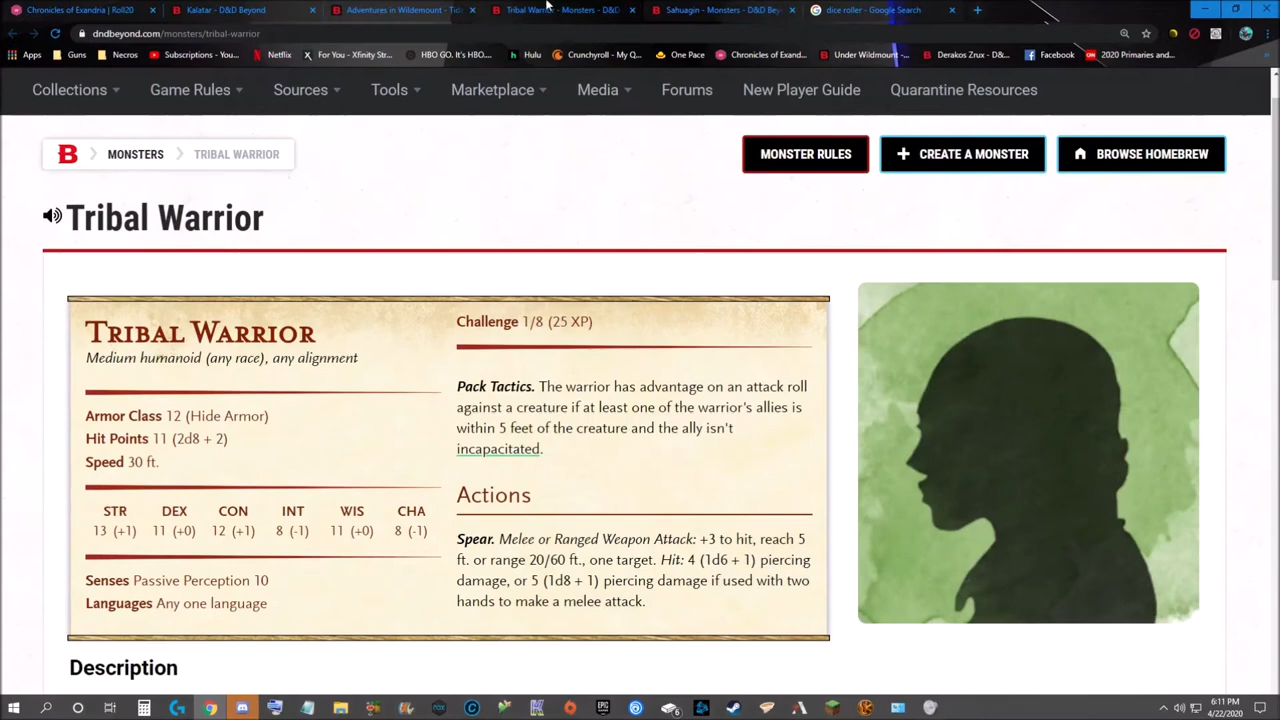 Chronicles of Exandria | Roll20
Kalatar - D&D Beyond
Adventures in Wildemount - Tid
Tribal Warrior - Monsters - D&D
Sahuagin - Monsters - D&D Bey
dice roller - Google Search
dndbeyond.com/monsters/tribal-warrior
Apps
Guns
Necros
Subscriptions - You...
Netflix
For You - Xfinity Str...
HBO GO. It's HBO...
Hulu
Crunchyroll - My Q...
One Pace
Chronicles of Exand...
Under Wildmount -...
Derakos Zrux - D&...
Facebook
2020 Primaries and...
Collections
Game Rules
Sources
Tools
Marketplace
Media
Forums
New Player Guide
Quarantine Resources
B
MONSTERS
TRIBAL WARRIOR
MONSTER RULES
CREATE A MONSTER
BROWSE HOMEBREW
Tribal Warrior
TRIBAL WARRIOR
Medium humanoid (any race), any alignment
Armor Class 12 (Hide Armor)
Hit Points 11 (2d8 + 2)
Speed 30 ft.
STR DEX CON INT WIS CHA
13 (+1) 11 (+0) 12 (+1) 8 (-1) 11 (+0) 8 (-1)
Senses Passive Perception 10
Languages Any one language
Challenge 1/8 (25 XP)
Pack Tactics. The warrior has advantage on an attack roll
against a creature if at least one of the warrior's allies is
within 5 feet of the creature and the ally isn't
incapacitated.
Actions
Spear. Melee or Ranged Weapon Attack: +3 to hit, reach 5
ft. or range 20/60 ft., one target. Hit: 4 (1d6 + 1) piercing
damage, or 5 (1d8 + 1) piercing damage if used with two
hands to make a melee attack.
Description
6:11 PM
4/22/2020